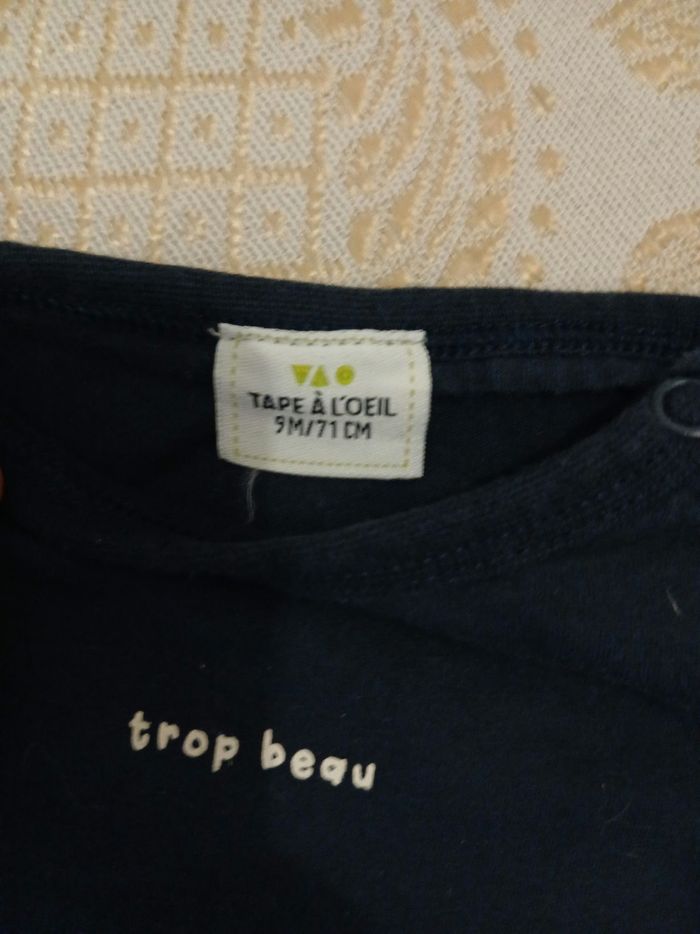 TAPE À L'OEIL
9M/71CM
trop beau